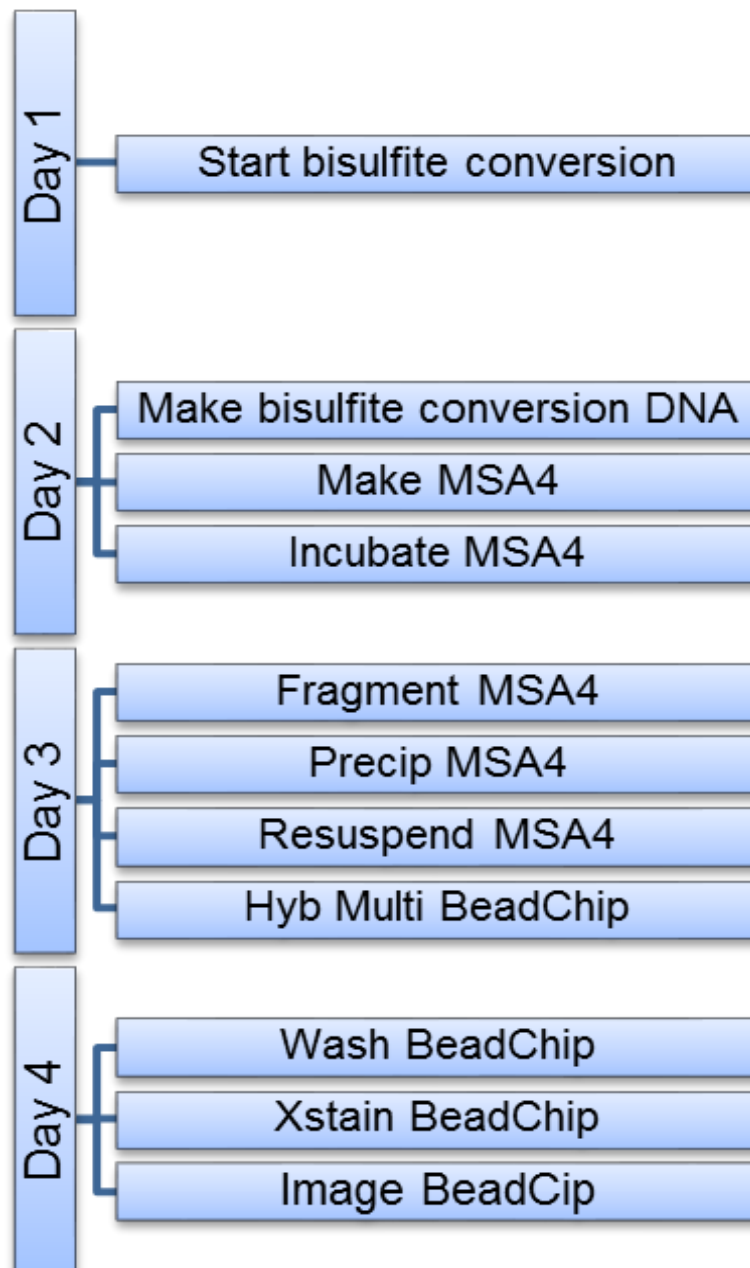 Day 1
Start bisulfite conversion
Day 2
Make bisulfite conversion DNA
Make MSA4
Incubate MSA4
Day 3
Fragment MSA4
Precip MSA4
Resuspend MSA4
Hyb Multi BeadChip
Day 4
Wash BeadChip
Xstain BeadChip
Image BeadCip